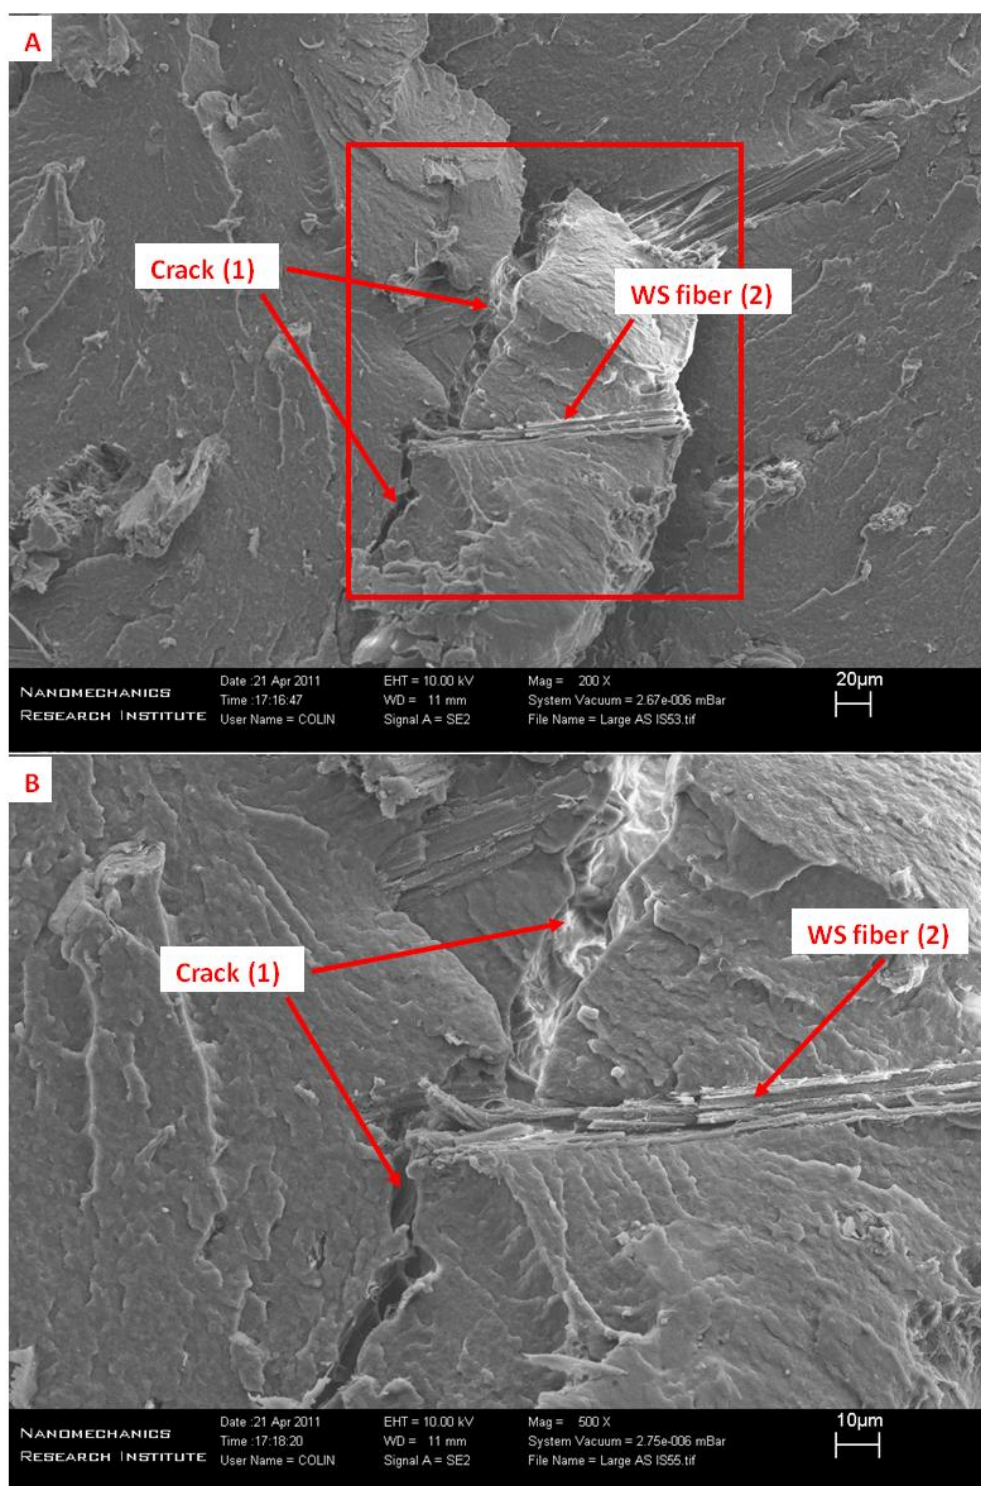 A
Crack (1)
WS fiber (2)
NANOMECHANICS
RESEARCH INSTITUTE
Date :21 Apr 2011
Time :17:16:47
User Name = COLIN
EHT = 10.00 kV
WD = 11 mm
Signal A = SE2
Mag = 200 X
System Vacuum = 2.67e-006 mBar
File Name = Large AS IS53.tif
20µm
B
WS fiber (2)
Crack (1)
NANOMECHANICS
RESEARCH INSTITUTE
Date :21 Apr 2011
Time :17:18:20
User Name = COLIN
EHT = 10.00 kV
WD = 11 mm
Signal A = SE2
Mag = 500 X
System Vacuum = 2.75e-006 mBar
File Name = Large AS IS55.tif
10µm